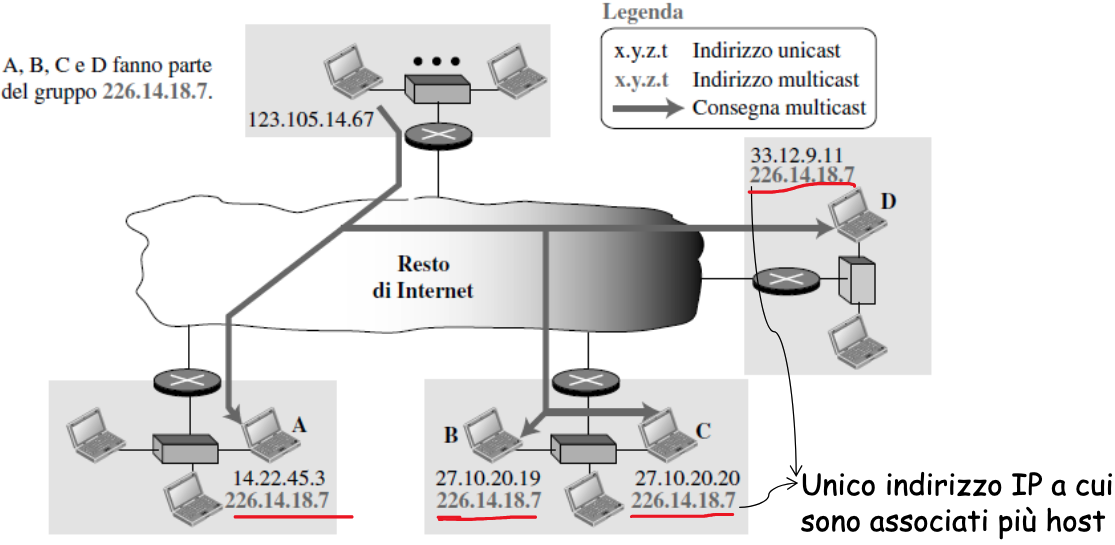 Legenda
x.y.z.t Indirizzo unicast
x.y.z.t Indirizzo multicast
Consegna multicast
A, B, C e D fanno parte
del gruppo 226.14.18.7.
123.105.14.67
33.12.9.11
226.14.18.7
D
Resto
di Internet
A
14.22.45.3
226.14.18.7
B
27.10.20.19
226.14.18.7
C
27.10.20.20
226.14.18.7
Unico indirizzo IP a cui
sono associati più host